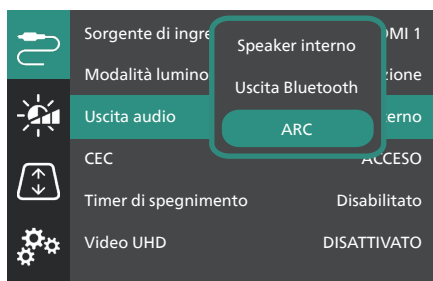 Sorgente di ingre
MI 1
Speaker interno
Modalità lumino
zione
Uscita Bluetooth
Uscita audio
erno
ARC
CEC
ACCESO
Timer di spegnimento
Disabilitato
Video UHD
DISATTIVATO